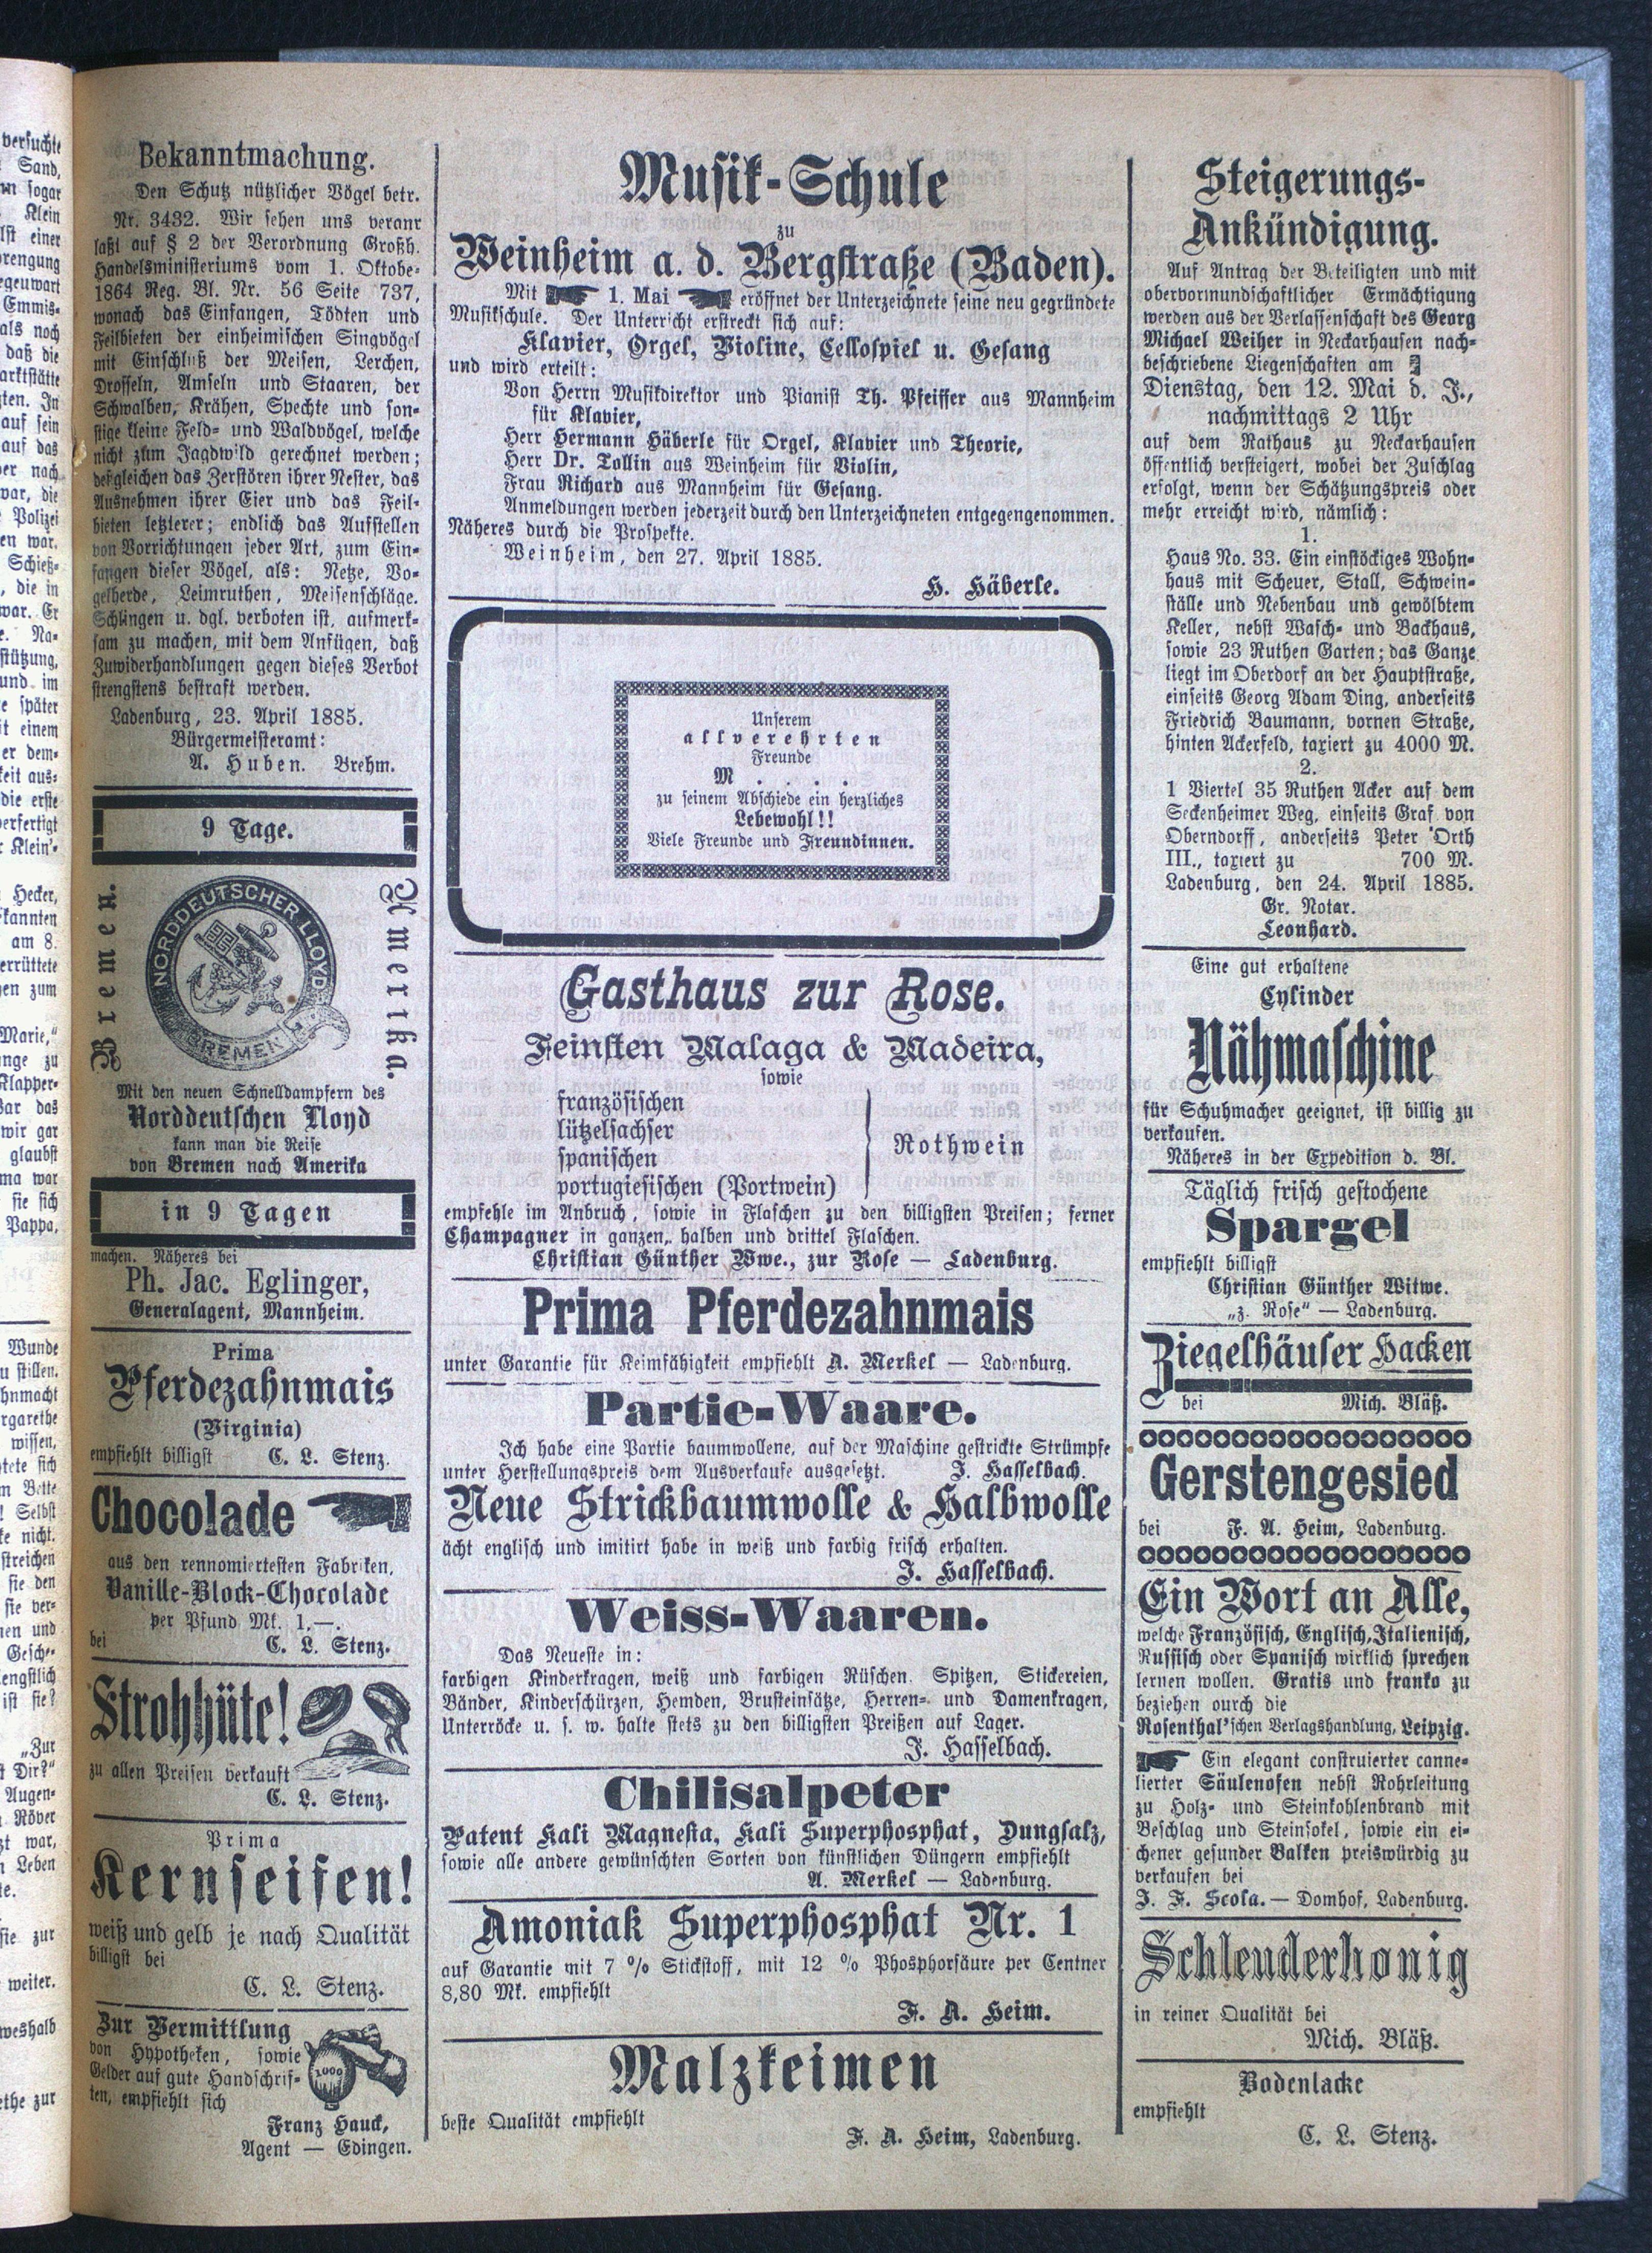 Bekanntmachung.
Den Schutz nützlicher Vögel betr.
Nr. 3432. Wir sehen uns veranr
laßt auf § 2 der Verordnung Großh.
Handelsministeriums vom 1. Oktobe-
1864 Reg. Bl. Nr. 56 Seite 737,
wonach das Einfangen, Tödten und
Feilbieten der einheimischen Singvögel
mit Einschluß der Meisen, Lerchen,
Drosseln, Amseln und Staaren, der
Schwalben, Krähen, Spechte und son-
stige kleine Feld- und Waldvögel, welche
nicht zum Jagdwild gerechnet werden;
deßgleichen das Zerstören ihrer Nester, das
Ausnehmen ihrer Eier und das Feil-
bieten letzterer; endlich das Aufstellen
von Vorrichtungen jeder Art, zum Ein-
fangen dieser Vögel, als: Netze, Vo-
gelherde, Leimruthen, Meisenschläge.
Schlingen u. dgl. verboten ist, aufmerk-
sam zu machen, mit dem Anfügen, daß
Zuwiderhandlungen gegen dieses Verbot
strengstens bestraft werden.
Ladenburg, 23. April 1885.
Bürgermeisteramt:
A. Huben. Brehm.
9 Tage.
Bremen.
NORDDEUTSCHER LLOYD
BREMEN
Amerika.
Mit den neuen Schnelldampfern des
Norddeutschen Lloyd
kann man die Reise
von Bremen nach Amerika
in 9 Tagen
machen. Näheres bei
Ph. Jac. Eglinger,
Generalagent, Mannheim.
Prima
Pferdezahnmais
(Virginia)
empfiehlt billigst C. L. Stenz.
Chocolade
aus den rennomiertesten Fabriken,
Vanille-Block-Chocolade
per Pfund Mk. 1,—.
bei C. L. Stenz.
Strohhüte!
zu allen Preisen verkauft
C. L. Stenz.
Prima
Kernseifen!
weiß und gelb je nach Qualität
billigst bei
C. L. Stenz.
Zur Vermittlung
von Hypotheken, sowie
Gelder auf gute Handschrif-
ten, empfiehlt sich
1000
Franz Hauck,
Agent — Edingen.
Musik-Schule
zu
Weinheim a. d. Bergstraße (Baden).
Mit 1. Mai eröffnet der Unterzeichnete seine neu gegründete
Musikschule. Der Unterricht erstreckt sich auf:
Klavier, Orgel, Violine, Cellospiel u. Gesang
und wird erteilt:
Von Herrn Musikdirektor und Pianist Th. Pfeiffer aus Mannheim
für Klavier,
Herr Hermann Häberle für Orgel, Klavier und Theorie,
Herr Dr. Tollin aus Weinheim für Violin,
Frau Richard aus Mannheim für Gesang.
Anmeldungen werden jederzeit durch den Unterzeichneten entgegengenommen.
Näheres durch die Prospekte.
Weinheim, den 27. April 1885.
H. Häberle.
Unserem
allverehrten
Freunde
M . . . .
zu seinem Abschiede ein herzliches
Lebewohl!!
Viele Freunde und Freundinnen.
Gasthaus zur Rose.
Feinsten Malaga & Madeira,
sowie
französischen
lützelsachser
spanischen
portugiesischen (Portwein)
Rothwein
empfehle im Anbruch, sowie in Flaschen zu den billigsten Preisen; ferner
Champagner in ganzen, halben und drittel Flaschen.
Christian Günther Wwe., zur Rose — Ladenburg.
Prima Pferdezahnmais
unter Garantie für Keimfähigkeit empfiehlt A. Merkel — Ladenburg.
Partie-Waare.
Ich habe eine Partie baumwollene, auf der Maschine gestrickte Strümpfe
unter Herstellungspreis dem Ausverkaufe ausgesetzt. J. Hasselbach.
Neue Strickbaumwolle & Halbwolle
ächt englisch und imitirt habe in weiß und farbig frisch erhalten.
J. Hasselbach.
Weiss-Waaren.
Das Neueste in:
farbigen Kinderkragen, weiß und farbigen Rüschen. Spitzen, Stickereien,
Bänder, Kinderschürzen, Hemden, Brusteinsätze, Herren- und Damenkragen,
Unterröcke u. s. w. halte stets zu den billigsten Preißen auf Lager.
J. Hasselbach.
Chilisalpeter
Patent Kali Magnesia, Kali Superphosphat, Dungsalz,
sowie alle andere gewünschten Sorten von künstlichen Düngern empfiehlt
A. Merkel — Ladenburg.
Amoniak Superphosphat Nr. 1
auf Garantie mit 7 % Stickstoff, mit 12 % Phosphorsäure per Centner
8,80 Mk. empfiehlt
F. A. Heim.
Malzkeimen
beste Qualität empfiehlt
F. A. Heim, Ladenburg.
Steigerungs-
Ankündigung.
Auf Antrag der Beteiligten und mit
obervormundschaftlicher Ermächtigung
werden aus der Verlassenschaft des Georg
Michael Weiher in Neckarhausen nach-
beschriebene Liegenschaften am
Dienstag, den 12. Mai d. J.,
nachmittags 2 Uhr
auf dem Rathaus zu Neckarhausen
öffentlich versteigert, wobei der Zuschlag
erfolgt, wenn der Schätzungspreis oder
mehr erreicht wird, nämlich:
1.
Haus No. 33. Ein einstöckiges Wohn-
haus mit Scheuer, Stall, Schwein-
ställe und Nebenbau und gewölbtem
Keller, nebst Wasch- und Backhaus,
sowie 23 Ruthen Garten; das Ganze
liegt im Oberdorf an der Hauptstraße,
einseits Georg Adam Ding, anderseits
Friedrich Baumann, vornen Straße,
hinten Ackerfeld, taxiert zu 4000 M.
2.
1 Viertel 35 Ruthen Acker auf dem
Seckenheimer Weg, einseits Graf von
Oberndorff, anderseits Peter Orth
III., taxiert zu 700 M.
Ladenburg, den 24. April 1885.
Gr. Notar.
Leonhard.
Eine gut erhaltene
Cylinder
Nähmaschine
für Schuhmacher geeignet, ist billig zu
verkaufen.
Näheres in der Expedition d. Bl.
Täglich frisch gestochene
Spargel
empfiehlt billigst
Christian Günther Witwe.
„z. Rose“ — Ladenburg.
Ziegelhäuser Hacken
bei Mich. Bläß.
Gerstengesied
bei F. A. Heim, Ladenburg.
Ein Wort an Alle,
welche Französisch, Englisch, Italienisch,
Russisch oder Spanisch wirklich sprechen
lernen wollen. Gratis und franko zu
beziehen durch die
Rosenthal'schen Verlagshandlung, Leipzig.
Ein elegant construierter canne-
lierter Säulenofen nebst Rohrleitung
zu Holz- und Steinkohlenbrand mit
Beschlag und Steinsokel, sowie ein ei-
chener gesunder Balken preiswürdig zu
verkaufen bei
J. F. Scola. — Domhof, Ladenburg.
Schleuderhonig
in reiner Qualität bei
Mich. Bläß.
Bodenlacke
empfiehlt
C. L. Stenz.